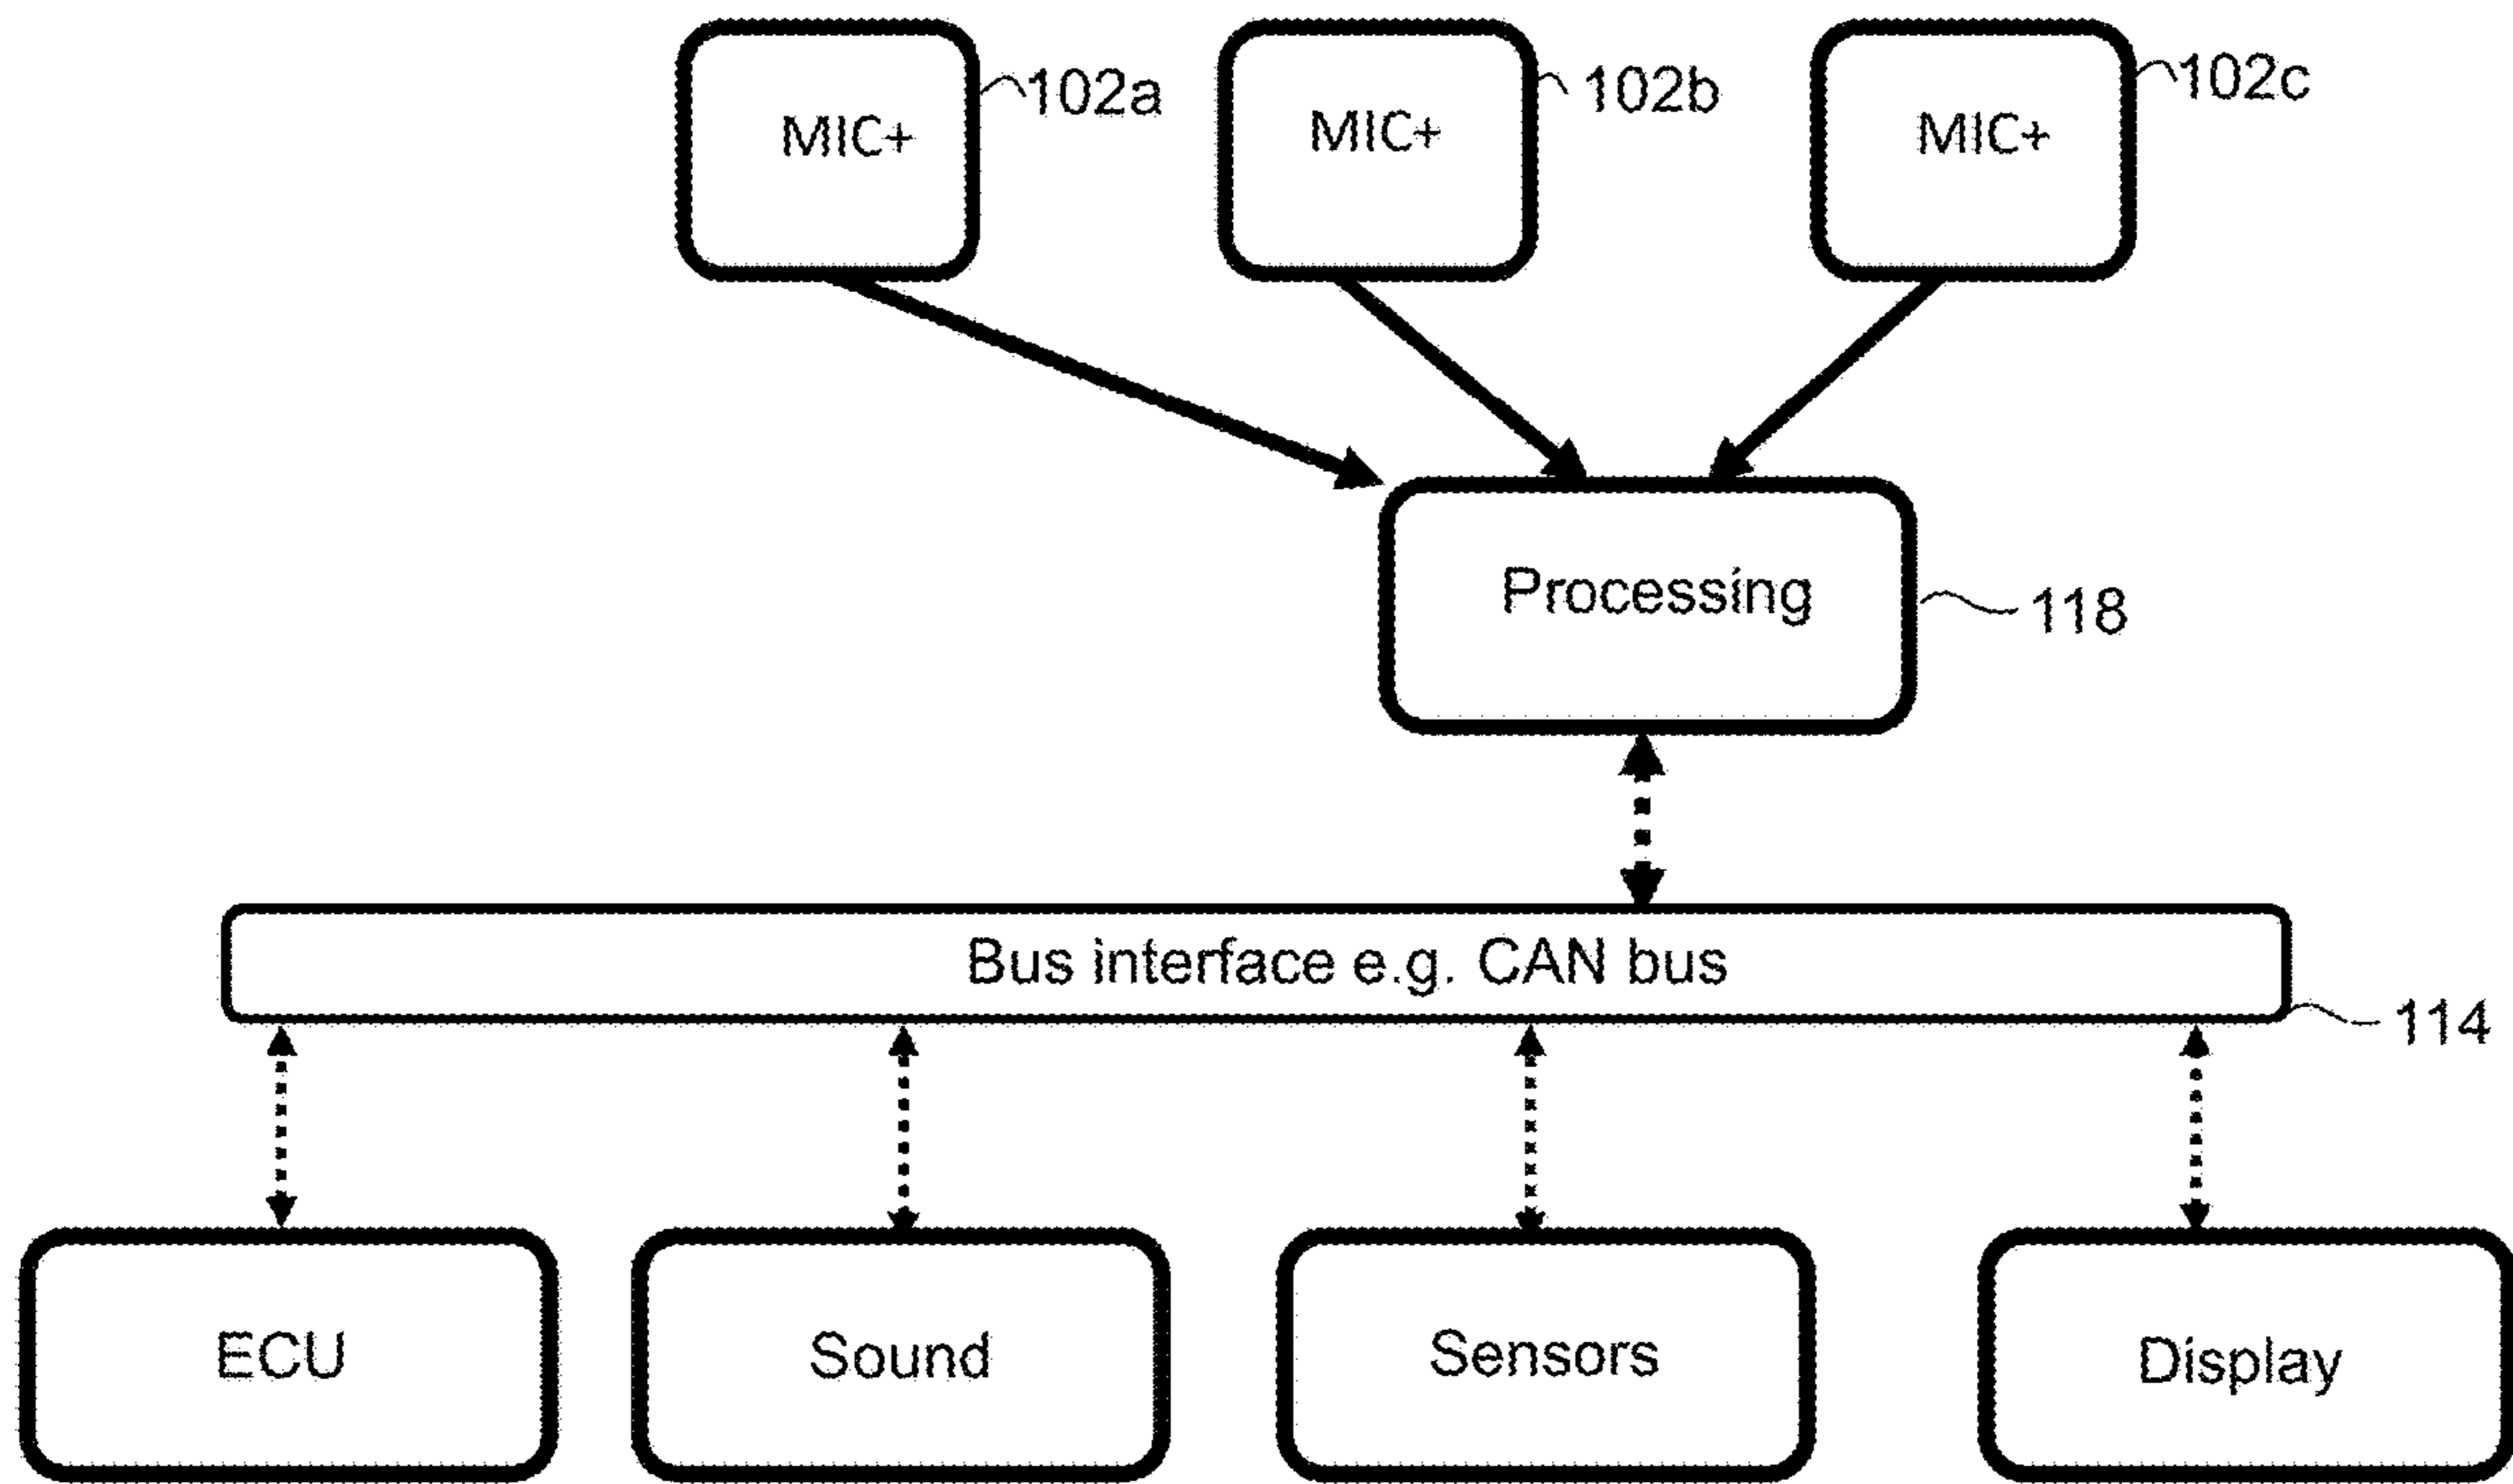 MIC+ 102a
MIC+ 102b
MIC+ 102c
Processing 118
Bus interface e.g. CAN bus 114
ECU
Sound
Sensors
Display